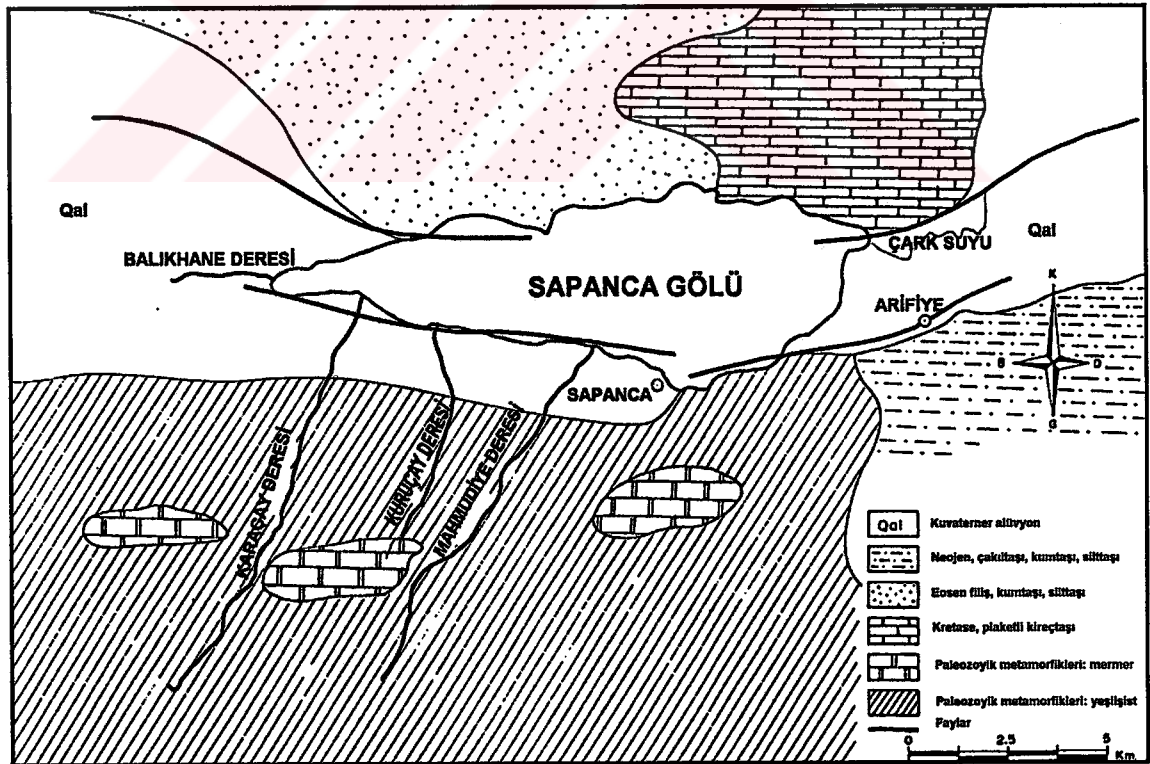 Qal
BALIKHANE DERESİ
SAPANCA GÖLÜ
ÇARK SUYU
Qal
ARİFİYE
K
B
D
G
SAPANCA
KARAÇAY DERESİ
KURUÇAY DERESİ
MAHMUDİYE DERESİ
Qal Kuvaterner alüvyon
Neojen, çakıltaşı, kumtaşı, silttaşı
Eosen filiş, kumtaşı, silttaşı
Kretase, plaketli kireçtaşı
Paleozoyik metamorfikleri: mermer
Paleozoyik metamorfikleri: yeşilşist
Faylar
0 2.5 5
Km